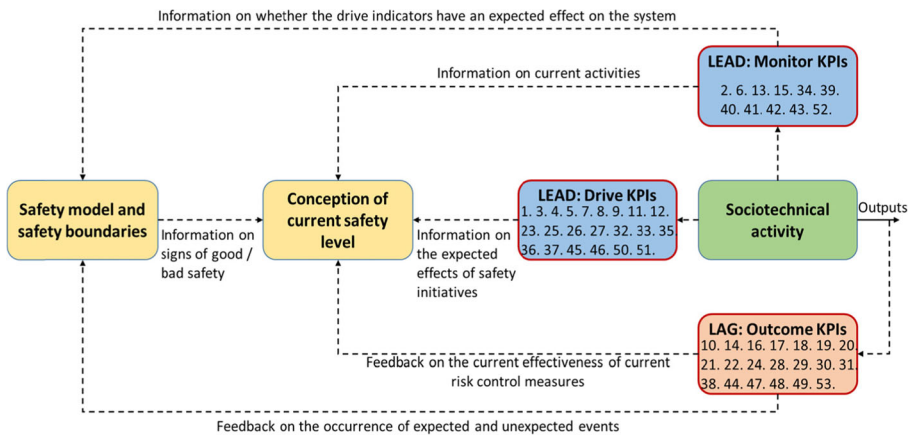 Information on whether the drive indicators have an expected effect on the system
LEAD: Monitor KPIs
2. 6. 13. 15. 34. 39.
40. 41. 42. 43. 52.
Information on current activities
Safety model and
safety boundaries
Information on
signs of good /
bad safety
Conception of
current safety
level
Information on
the expected
effects of safety
initiatives
LEAD: Drive KPIs
1. 3. 4. 5. 7. 8. 9. 11. 12.
23. 25. 26. 27. 32. 33. 35
36. 37. 45. 46. 50. 51.
Sociotechnical
activity
Outputs
LAG: Outcome KPIs
10. 14. 16. 17. 18. 19. 20.
21. 22. 24. 28. 29. 30. 31.
38. 44. 47. 48. 49. 53.
Feedback on the current effectiveness of current
risk control measures
Feedback on the occurrence of expected and unexpected events